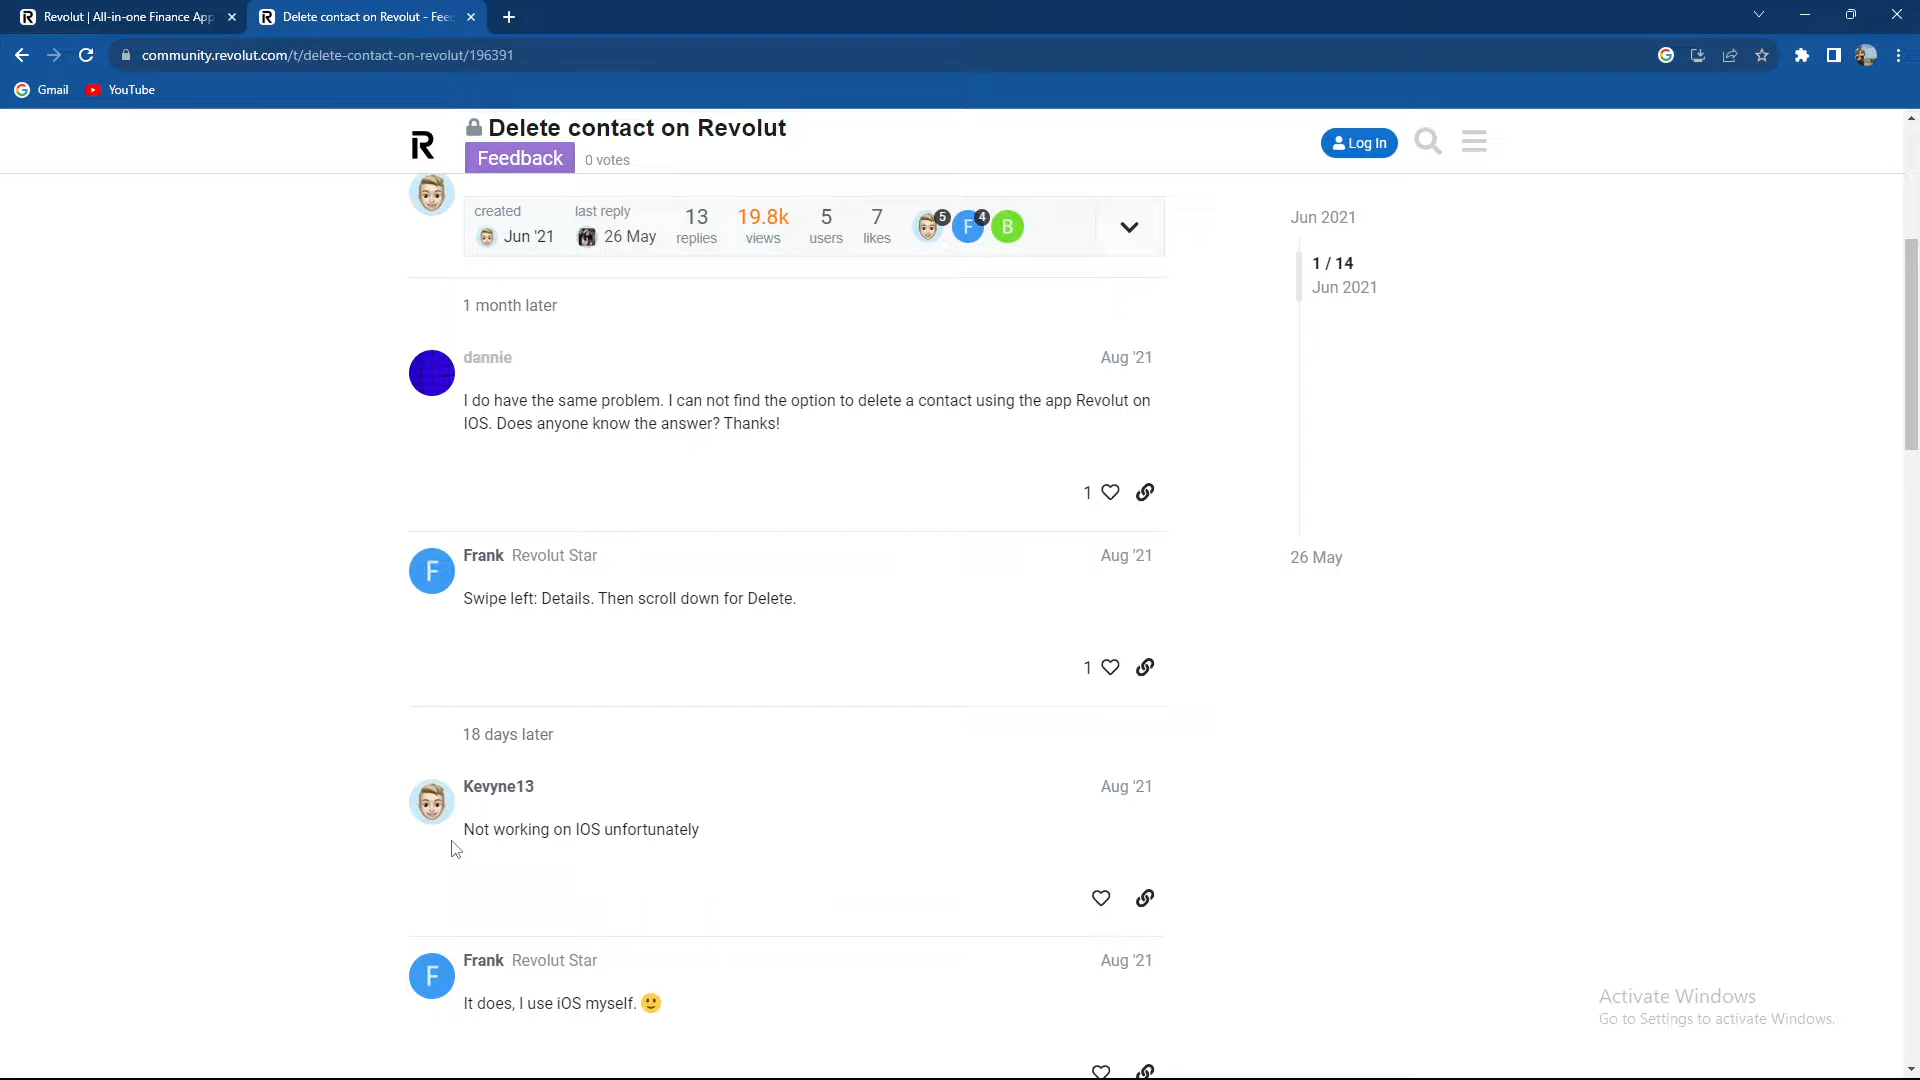 Revolut | All-in-one Finance App
Delete contact on Revolut - Fee
community.revolut.com/t/delete-contact-on-revolut/196391
Gmail
YouTube
R
Delete contact on Revolut
Feedback
0 votes
Log In
created
Jun '21
last reply
26 May
13
replies
19.8k
views
5
users
7
likes
5
F
4
B
Jun 2021
1 / 14
Jun 2021
26 May
1 month later
dannie
Aug '21
I do have the same problem. I can not find the option to delete a contact using the app Revolut on
IOS. Does anyone know the answer? Thanks!
1
F
Frank Revolut Star
Aug '21
Swipe left: Details. Then scroll down for Delete.
1
18 days later
Kevyne13
Aug '21
Not working on IOS unfortunately
F
Frank Revolut Star
Aug '21
It does, I use iOS myself. 🙂
Activate Windows
Go to Settings to activate Windows.